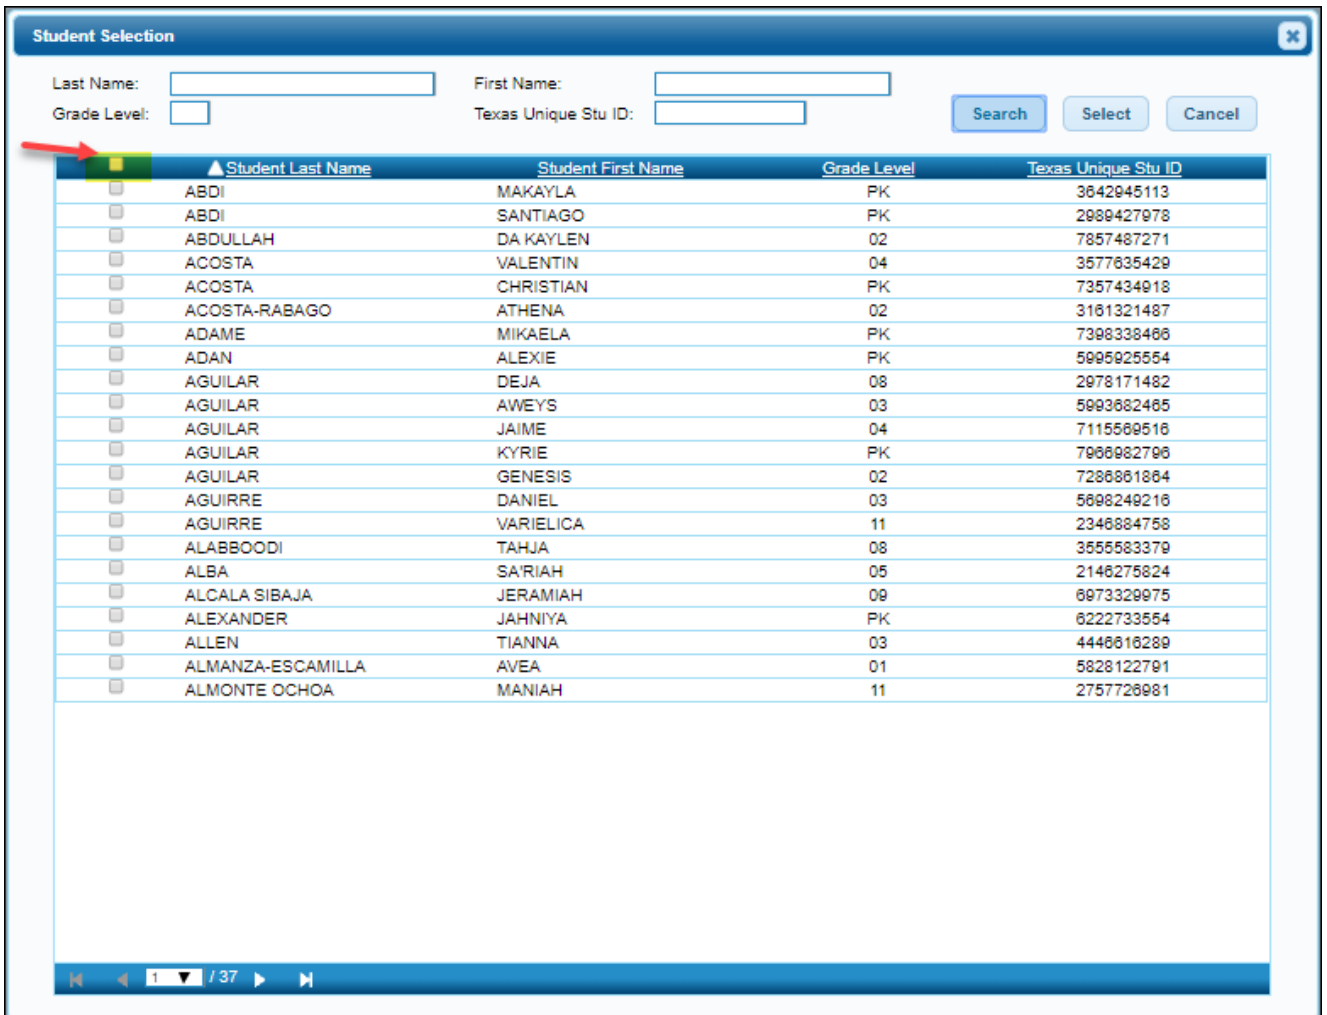 Student Selection
Last Name: First Name:
Grade Level: Texas Unique Stu ID: Search Select Cancel
Student Last Name Student First Name Grade Level Texas Unique Stu ID
ABDI MAKAYLA PK 3642945113
ABDI SANTIAGO PK 2989427978
ABDULLAH DA KAYLEN 02 7857487271
ACOSTA VALENTIN 04 3577635429
ACOSTA CHRISTIAN PK 7357434918
ACOSTA-RABAGO ATHENA 02 3161321487
ADAME MIKAELA PK 7398338466
ADAN ALEXIE PK 5995925554
AGUILAR DEJA 08 2978171482
AGUILAR AWEYS 03 5993682465
AGUILAR JAIME 04 7115569516
AGUILAR KYRIE PK 7966982796
AGUILAR GENESIS 02 7286861864
AGUIRRE DANIEL 03 5698249216
AGUIRRE VARIELICA 11 2346884758
ALABBOODI TAHJA 08 3555583379
ALBA SA'RIAH 05 2146275824
ALCALA SIBAJA JERAMIAH 09 6973329975
ALEXANDER JAHNIYA PK 6222733554
ALLEN TIANNA 03 4446616289
ALMANZA-ESCAMILLA AVEA 01 5828122791
ALMONTE OCHOA MANIAH 11 2757726981
1 / 37